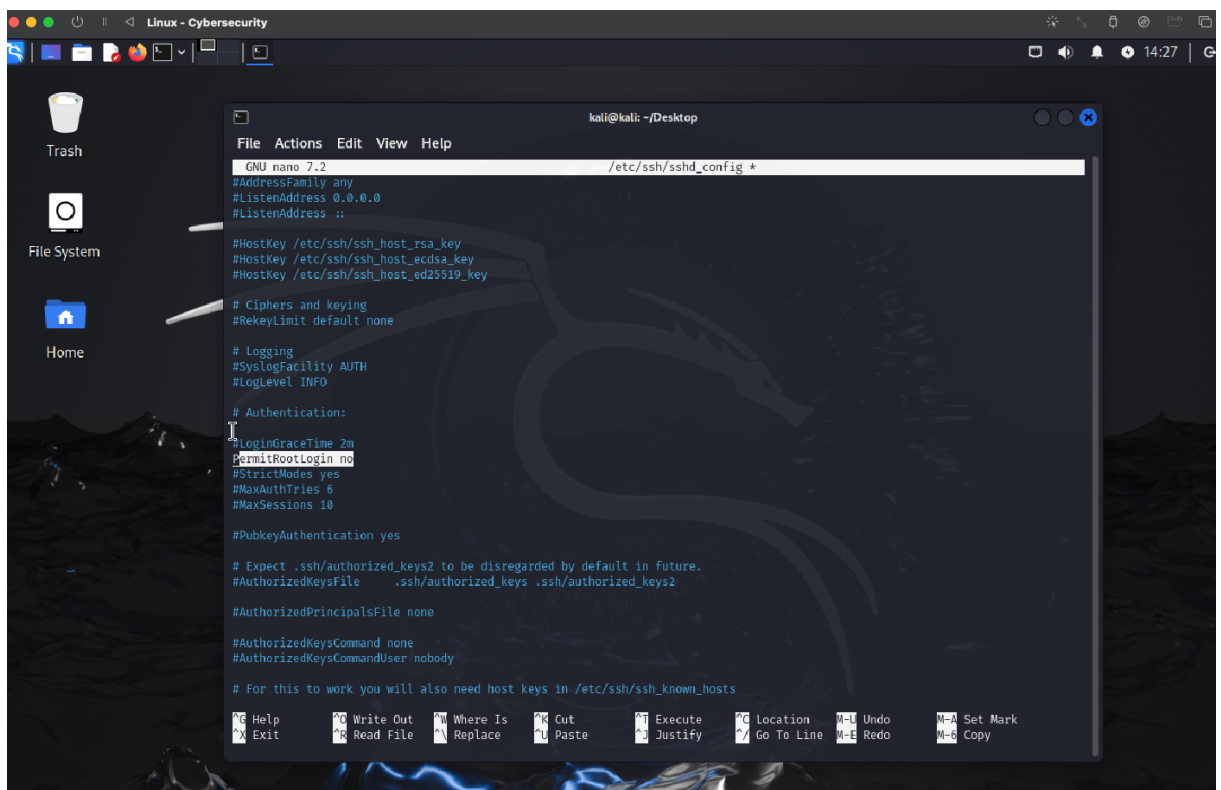 Linux - Cybersecurity
14:27
Trash
File System
Home
kali@kali: ~/Desktop
File Actions Edit View Help
GNU nano 7.2 /etc/ssh/sshd_config *
#AddressFamily any
#ListenAddress 0.0.0.0
#ListenAddress ::
#HostKey /etc/ssh/ssh_host_rsa_key
#HostKey /etc/ssh/ssh_host_ecdsa_key
#HostKey /etc/ssh/ssh_host_ed25519_key
# Ciphers and keying
#RekeyLimit default none
# Logging
#SyslogFacility AUTH
#LogLevel INFO
# Authentication:
#LoginGraceTime 2m
PermitRootLogin no
#StrictModes yes
#MaxAuthTries 6
#MaxSessions 10
#PubkeyAuthentication yes
# Expect .ssh/authorized_keys2 to be disregarded by default in future.
#AuthorizedKeysFile .ssh/authorized_keys .ssh/authorized_keys2
#AuthorizedPrincipalsFile none
#AuthorizedKeysCommand none
#AuthorizedKeysCommandUser nobody
# For this to work you will also need host keys in /etc/ssh/ssh_known_hosts
^G Help ^O Write Out ^W Where Is ^K Cut ^T Execute ^C Location M-U Undo M-A Set Mark
^X Exit ^R Read File ^\ Replace ^U Paste ^J Justify ^/ Go To Line M-E Redo M-6 Copy